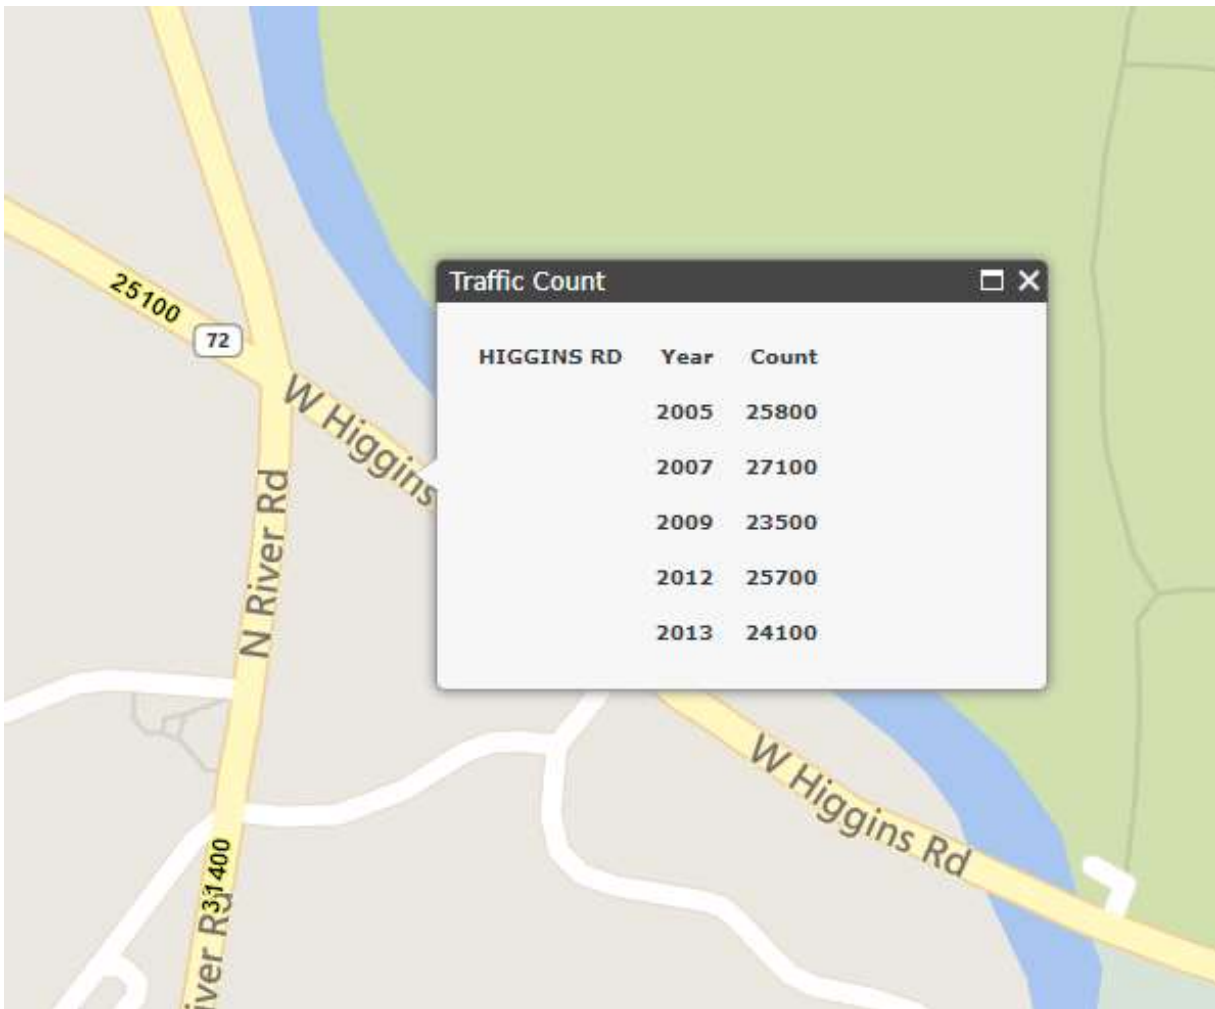 25100
72
Traffic Count
HIGGINS RD Year Count
2005 25800
2007 27100
2009 23500
2012 25700
2013 24100
W Higgins
N River Rd
W Higgins Rd
31400
iver Rd